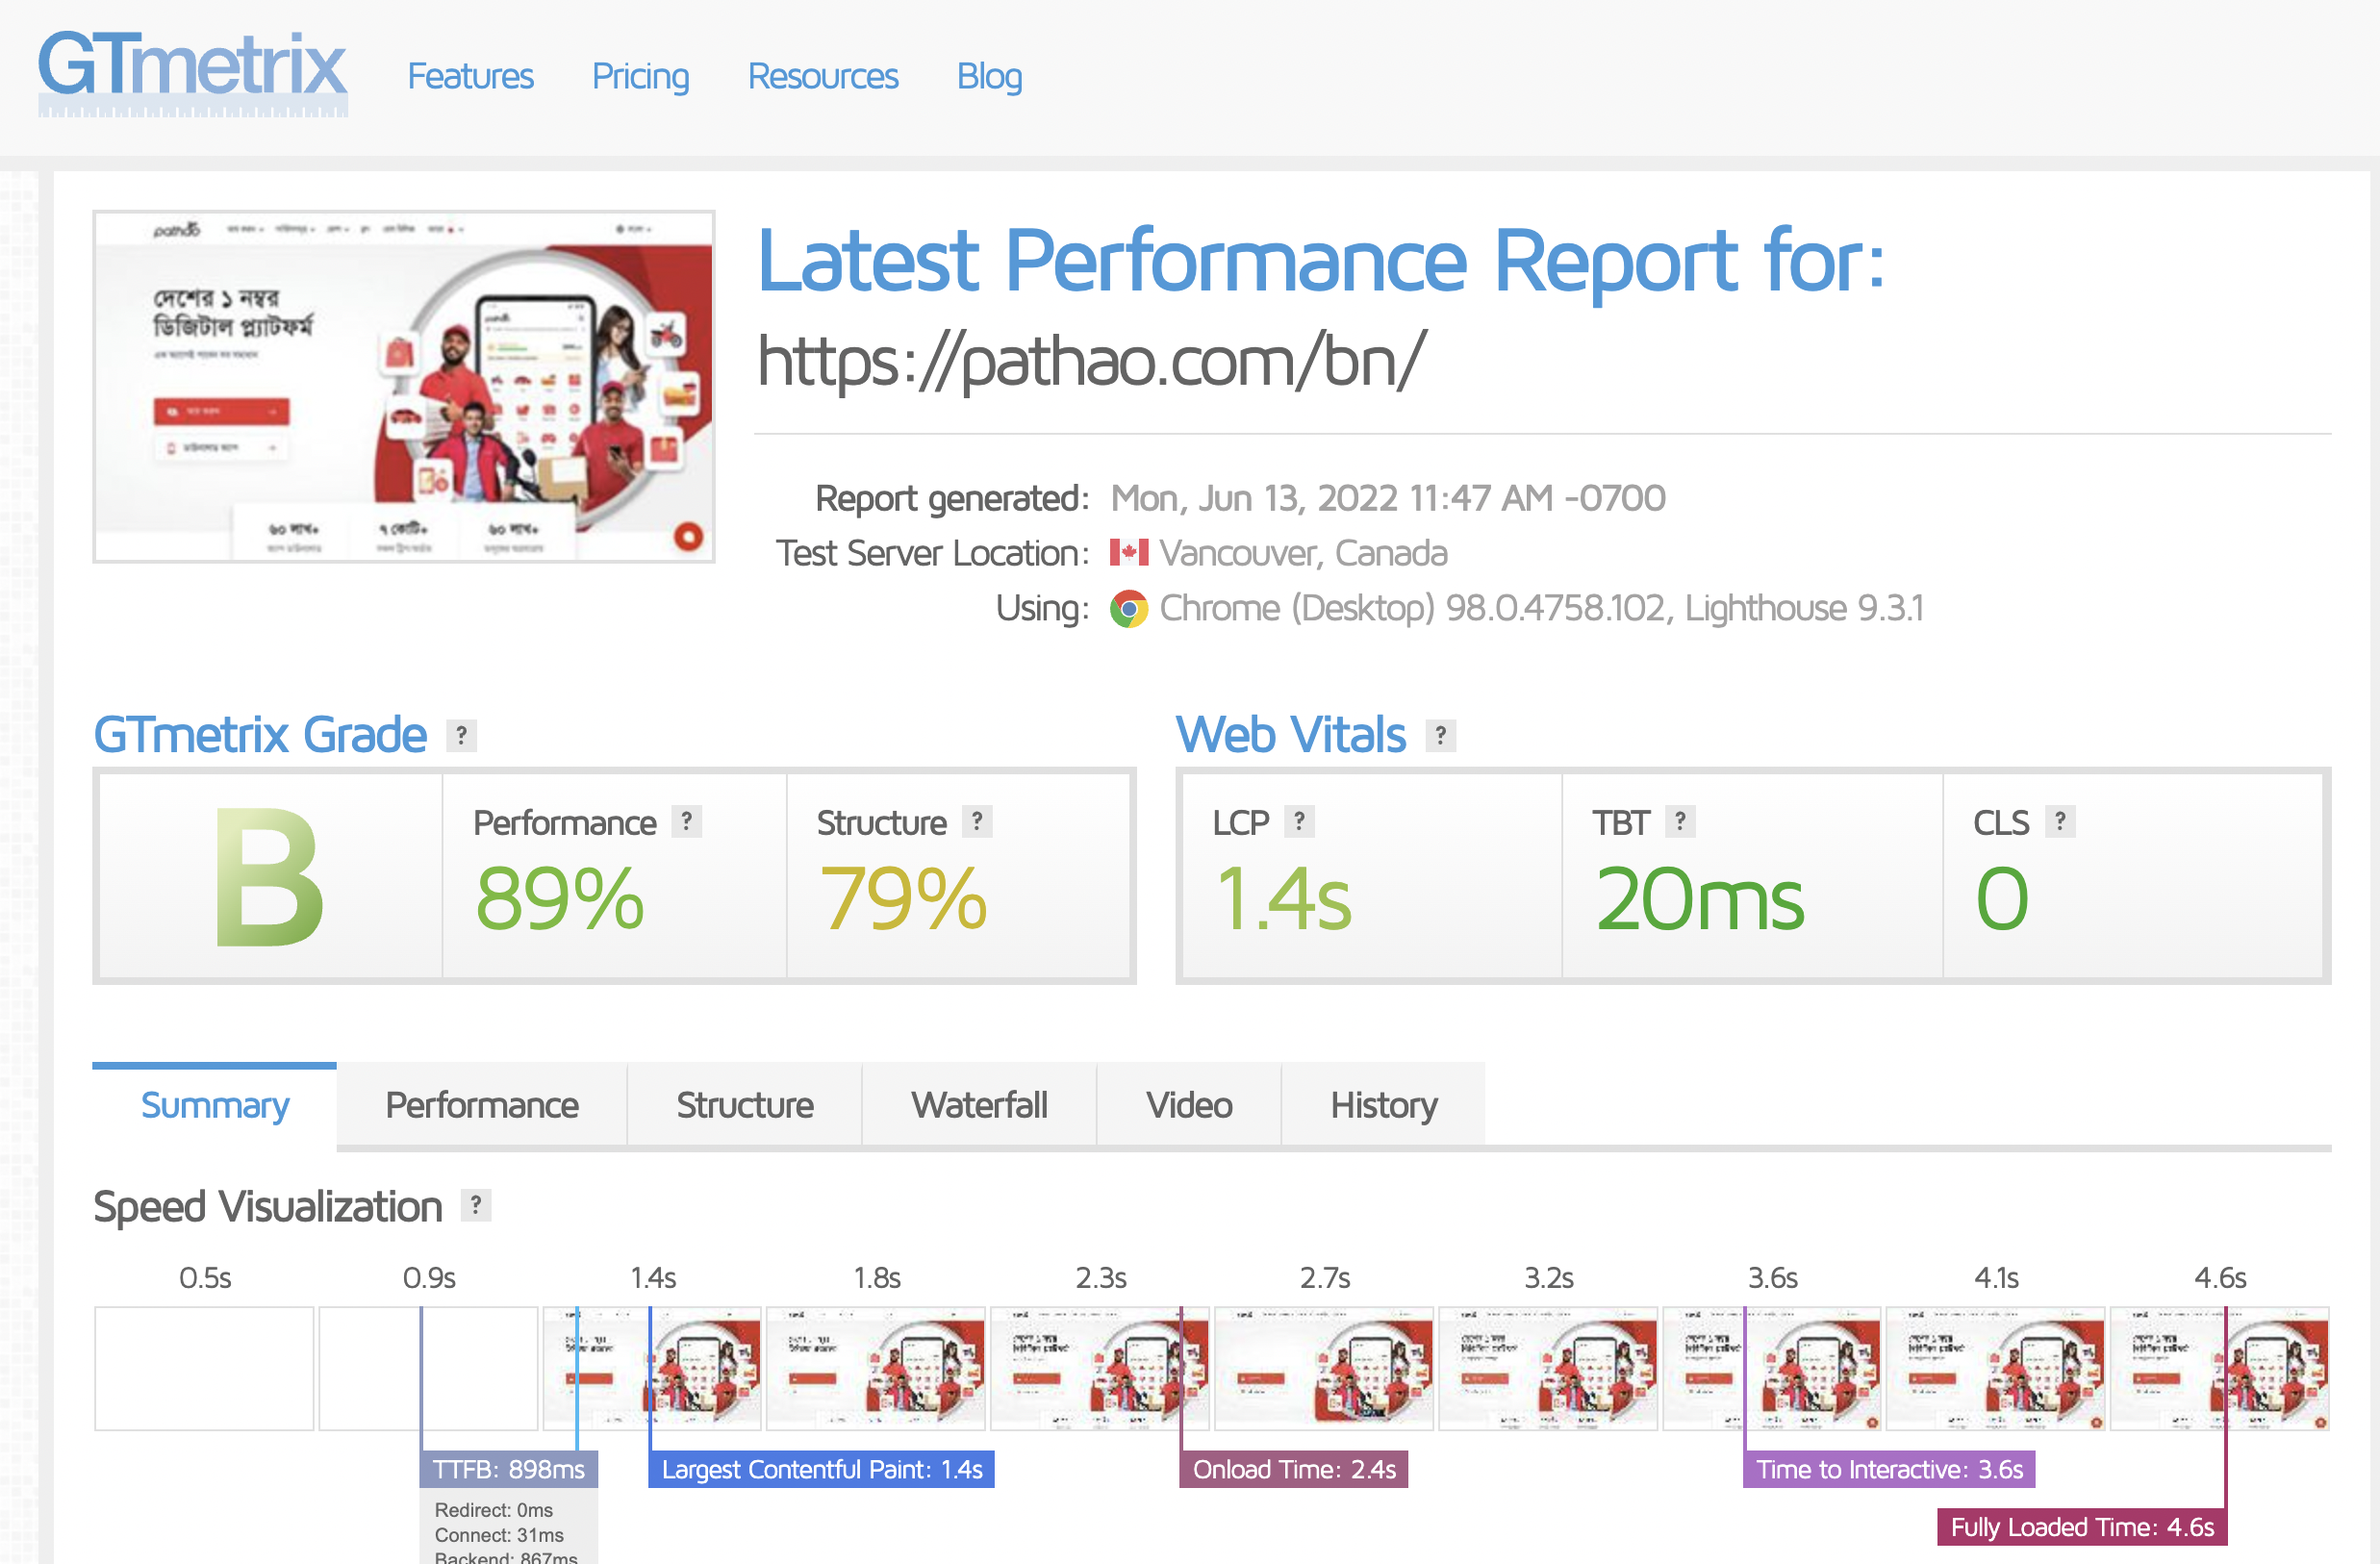 GTmetrix
Features
Pricing
Resources
Blog
pathao
দেশের ১ নম্বর
ডিজিটাল প্ল্যাটফর্ম
৬০ লাখ+
৭ কোটি+
৬০ লাখ+
Latest Performance Report for:
https://pathao.com/bn/
Report generated: Mon, Jun 13, 2022 11:47 AM -0700
Test Server Location: Vancouver, Canada
Using: Chrome (Desktop) 98.0.4758.102, Lighthouse 9.3.1
GTmetrix Grade ?
B
Performance ?
89%
Structure ?
79%
Web Vitals ?
LCP ?
1.4s
TBT ?
20ms
CLS ?
0
Summary
Performance
Structure
Waterfall
Video
History
Speed Visualization ?
0.5s
0.9s
1.4s
1.8s
2.3s
2.7s
3.2s
3.6s
4.1s
4.6s
TTFB: 898ms
Redirect: 0ms
Connect: 31ms
Backend: 867ms
Largest Contentful Paint: 1.4s
Onload Time: 2.4s
Time to Interactive: 3.6s
Fully Loaded Time: 4.6s